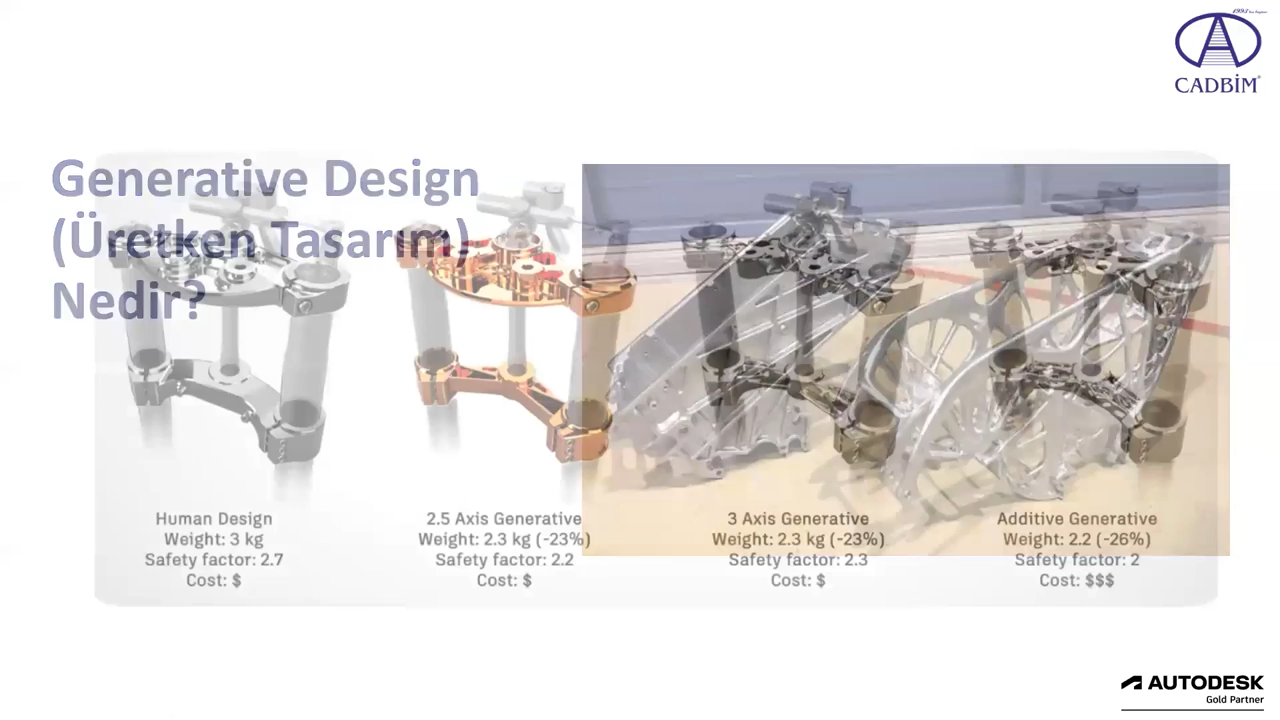 CADBİM
Generative Design
(Üretken Tasarım)
Nedir?
Human Design
Weight: 3 kg
Safety factor: 2.7
Cost: $
2.5 Axis Generative
Weight: 2.3 kg (-23%)
Safety factor: 2.2
Cost: $
3 Axis Generative
Weight: 2.3 kg (-23%)
Safety factor: 2.3
Cost: $
Additive Generative
Weight: 2.2 (-26%)
Safety factor: 2
Cost: $$$
AUTODESK
Gold Partner